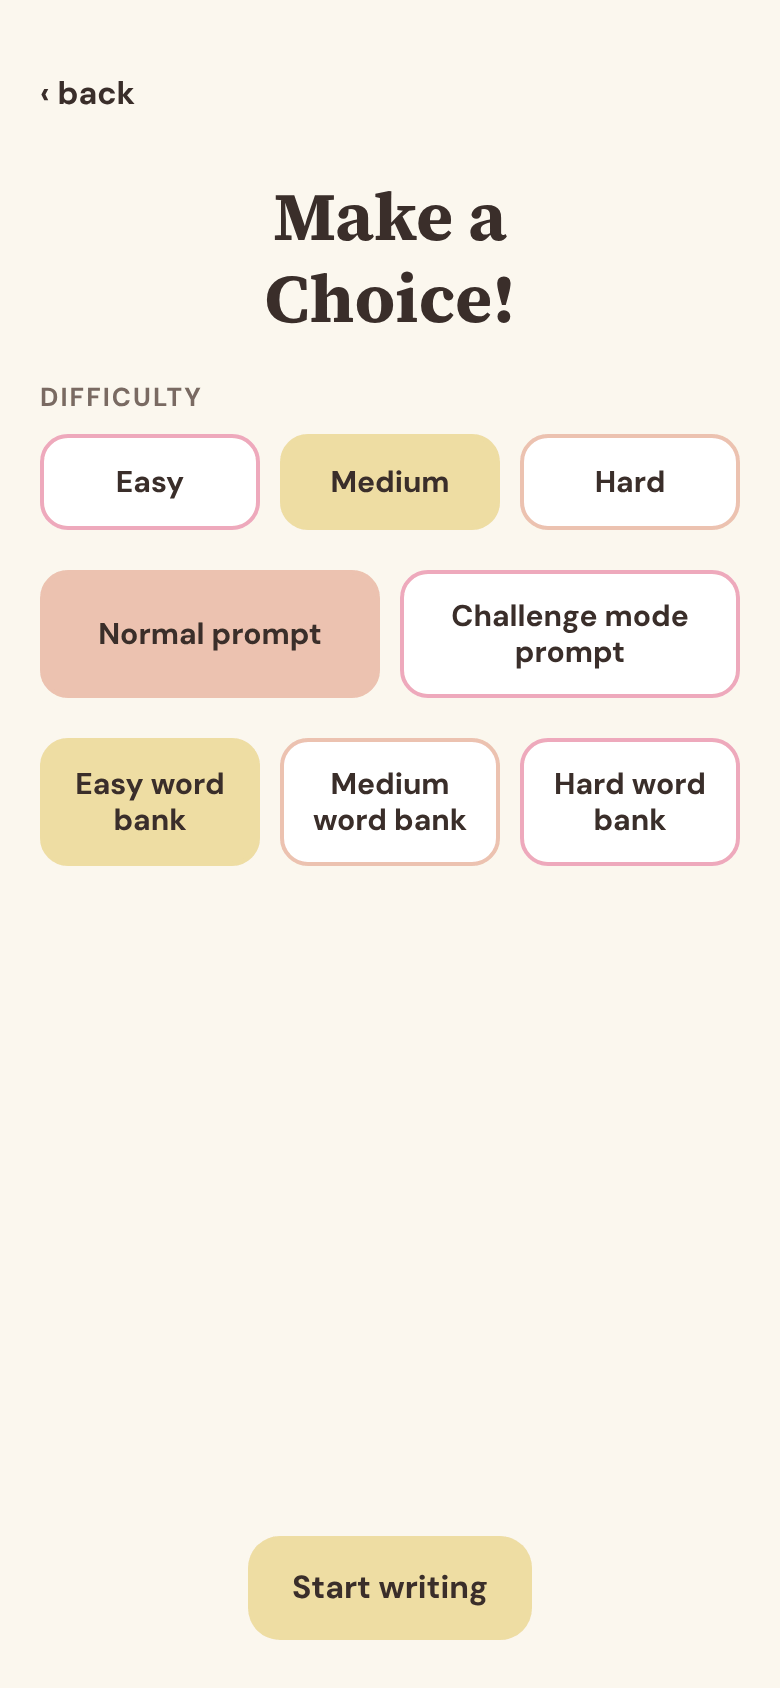 ‹ back
Make a
Choice!
DIFFICULTY
Easy
Medium
Hard
Normal prompt
Challenge mode
prompt
Easy word
bank
Medium
word bank
Hard word
bank
Start writing